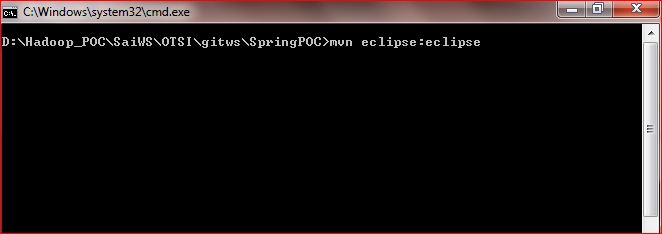 C:\Windows\system32\cmd.exe
D:\Hadoop_POC\SaiWS\OTSI\gitws\SpringPOC>mvn eclipse:eclipse